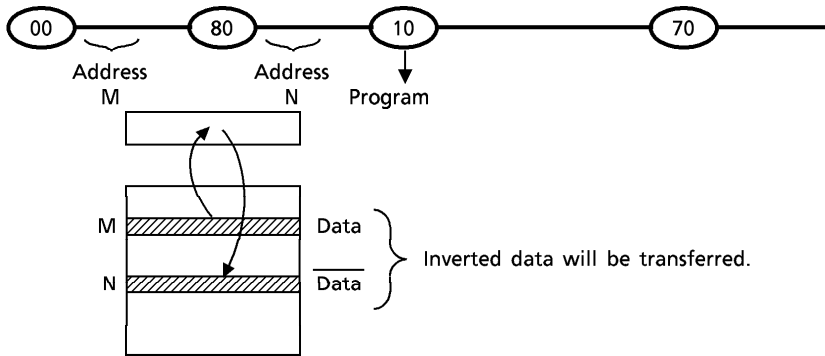 00 80 10 70
Address Address
M N Program
M Data
Inverted data will be transferred.
N Data